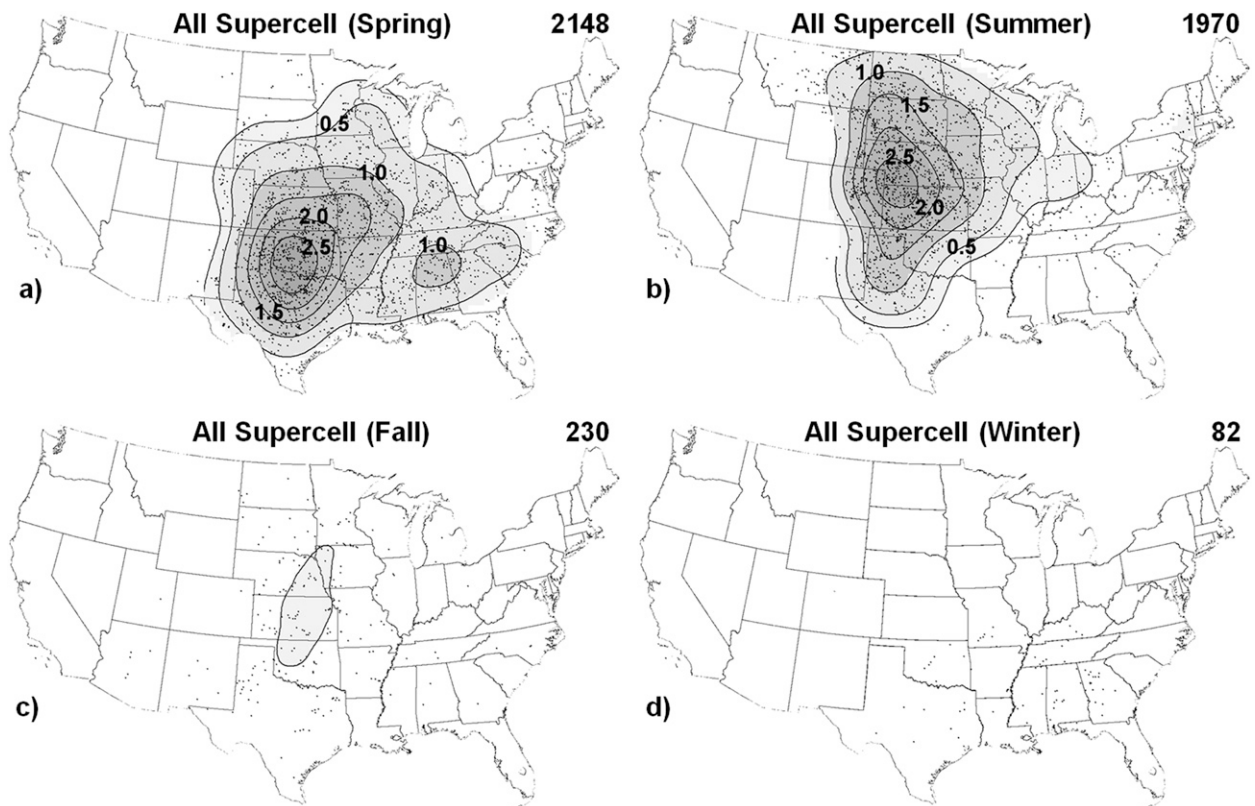 All Supercell (Spring) 2148
0.5
1.0
2.0
2.5
1.0
1.5
a)
All Supercell (Summer) 1970
1.0
1.5
2.5
2.0
0.5
b)
All Supercell (Fall) 230
c)
All Supercell (Winter) 82
d)